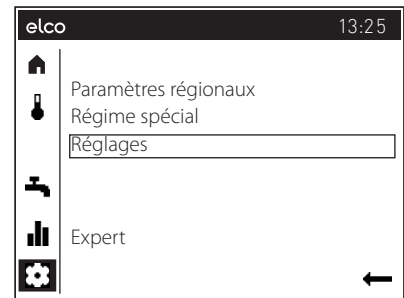 elco 13:25
Paramètres régionaux
Régime spécial
Réglages
Expert